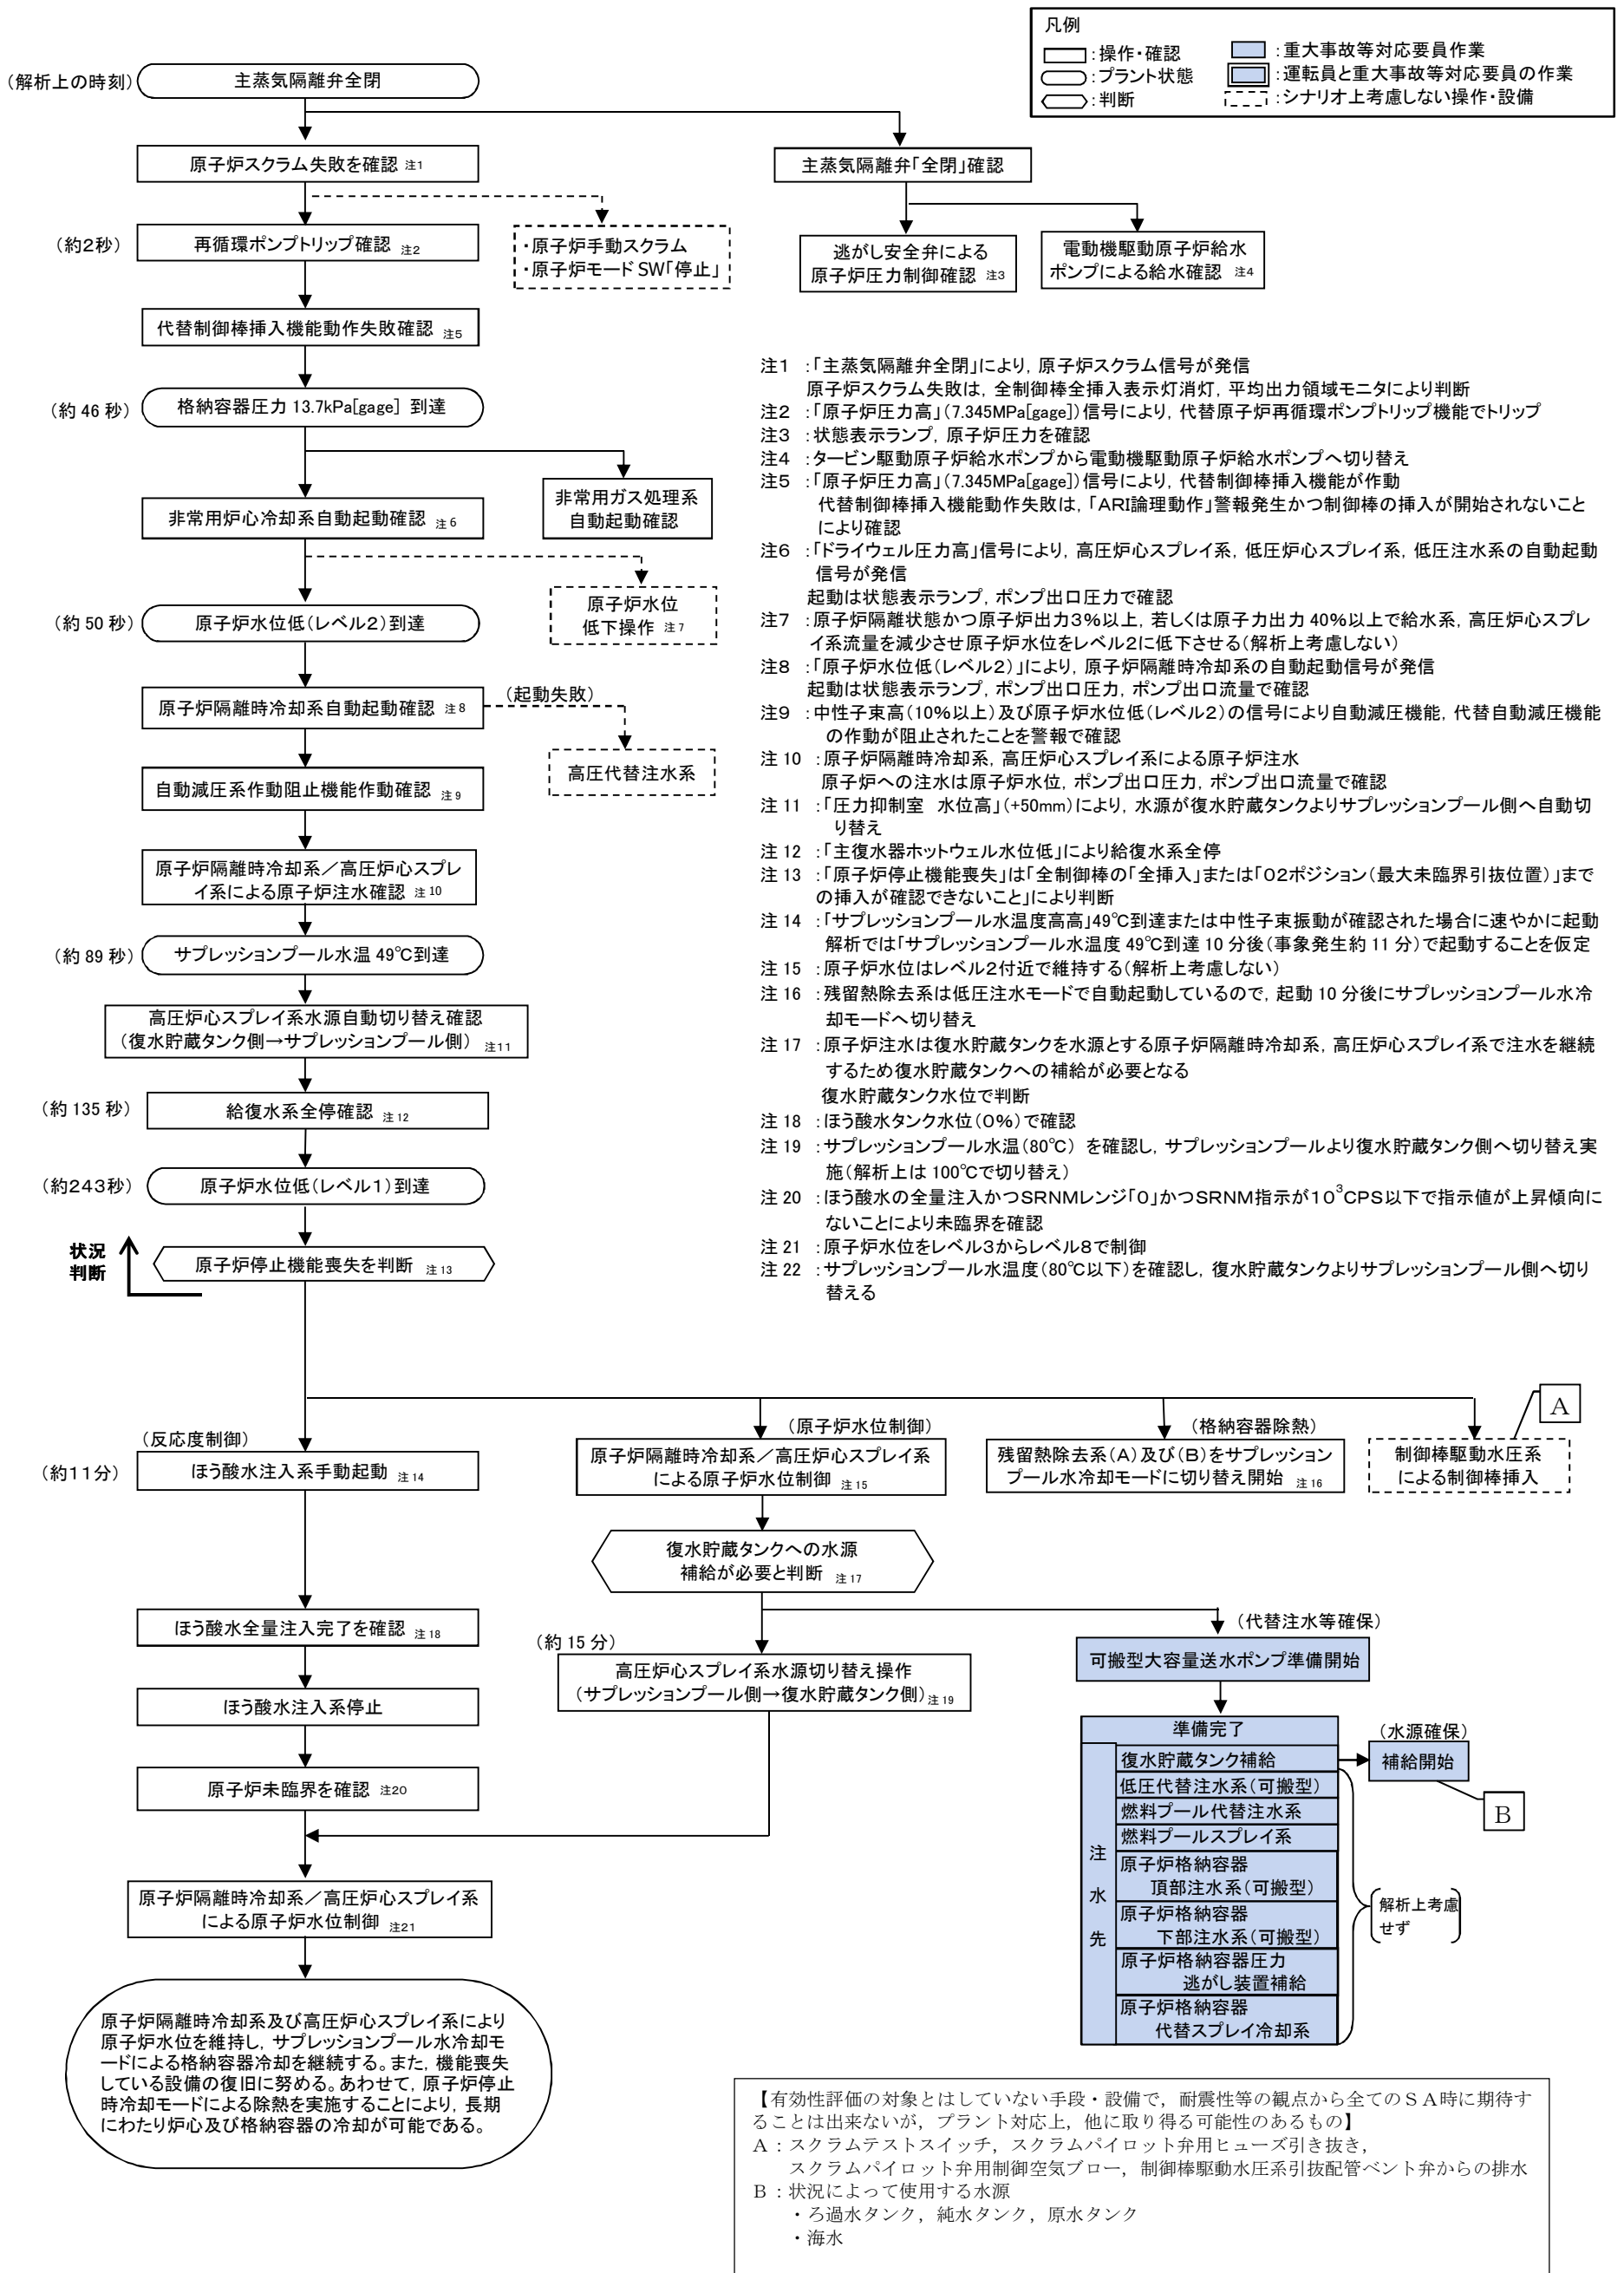 凡例
:操作・確認
:プラント状態
:判断
:重大事故等対応要員作業
:運転員と重大事故等対応要員の作業
:シナリオ上考慮しない操作・設備
(解析上の時刻)
主蒸気隔離弁全閉
原子炉スクラム失敗を確認 注1
主蒸気隔離弁「全閉」確認
(約2秒)
再循環ポンプトリップ確認 注2
・原子炉手動スクラム
・原子炉モードSW「停止」
逃がし安全弁による
原子炉圧力制御確認 注3
電動機駆動原子炉給水
ポンプによる給水確認 注4
代替制御棒挿入機能動作失敗確認 注5
(約 46 秒)
格納容器圧力 13.7kPa[gage] 到達
非常用炉心冷却系自動起動確認 注6
非常用ガス処理系
自動起動確認
(約 50 秒)
原子炉水位低(レベル2)到達
原子炉水位
低下操作 注7
原子炉隔離時冷却系自動起動確認 注8
(起動失敗)
高圧代替注水系
自動減圧系作動阻止機能作動確認 注9
原子炉隔離時冷却系/高圧炉心スプレ
イ系による原子炉注水確認 注10
(約 89 秒)
サプレッションプール水温 49℃到達
高圧炉心スプレイ系水源自動切り替え確認
(復水貯蔵タンク側→サプレッションプール側) 注11
(約 135 秒)
給復水系全停確認 注12
(約243秒)
原子炉水位低(レベル1)到達
状況
判断
原子炉停止機能喪失を判断 注13
注1 :「主蒸気隔離弁全閉」により, 原子炉スクラム信号が発信
原子炉スクラム失敗は, 全制御棒全挿入表示灯消灯, 平均出力領域モニタにより判断
注2 :「原子炉圧力高」(7.345MPa[gage])信号により, 代替原子炉再循環ポンプトリップ機能でトリップ
注3 :状態表示ランプ, 原子炉圧力を確認
注4 :タービン駆動原子炉給水ポンプから電動機駆動原子炉給水ポンプへ切り替え
注5 :「原子炉圧力高」(7.345MPa[gage])信号により, 代替制御棒挿入機能が作動
代替制御棒挿入機能動作失敗は, 「ARI論理動作」警報発生かつ制御棒の挿入が開始されないこと
により確認
注6 :「ドライウェル圧力高」信号により, 高圧炉心スプレイ系, 低圧炉心スプレイ系, 低圧注水系の自動起動
信号が発信
起動は状態表示ランプ, ポンプ出口圧力で確認
注7 :原子炉隔離状態かつ原子炉出力3%以上, 若しくは原子力出力 40%以上で給水系, 高圧炉心スプレ
イ系流量を減少させ原子炉水位をレベル2に低下させる(解析上考慮しない)
注8 :「原子炉水位低(レベル2)」により, 原子炉隔離時冷却系の自動起動信号が発信
起動は状態表示ランプ, ポンプ出口圧力, ポンプ出口流量で確認
注9 :中性子束高(10%以上)及び原子炉水位低(レベル2)の信号により自動減圧機能, 代替自動減圧機能
の作動が阻止されたことを警報で確認
注 10 :原子炉隔離時冷却系, 高圧炉心スプレイ系による原子炉注水
原子炉への注水は原子炉水位, ポンプ出口圧力, ポンプ出口流量で確認
注 11 :「圧力抑制室 水位高」(+50mm)により, 水源が復水貯蔵タンクよりサプレッションプール側へ自動切
り替え
注 12 :「主復水器ホットウェル水位低」により給復水系全停
注 13 :「原子炉停止機能喪失」は「全制御棒の「全挿入」または「02ポジション(最大未臨界引抜位置)」まで
の挿入が確認できないこと」により判断
注 14 :「サプレッションプール水温度高高」49℃到達または中性子束振動が確認された場合に速やかに起動
解析では「サプレッションプール水温度 49℃到達 10 分後(事象発生約 11 分)で起動することを仮定
注 15 :原子炉水位はレベル2付近で維持する(解析上考慮しない)
注 16 :残留熱除去系は低圧注水モードで自動起動しているので, 起動 10 分後にサプレッションプール水冷
却モードへ切り替え
注 17 :原子炉注水は復水貯蔵タンクを水源とする原子炉隔離時冷却系, 高圧炉心スプレイ系で注水を継続
するため復水貯蔵タンクへの補給が必要となる
復水貯蔵タンク水位で判断
注 18 :ほう酸水タンク水位(0%)で確認
注 19 :サプレッションプール水温(80℃) を確認し, サプレッションプールより復水貯蔵タンク側へ切り替え実
施(解析上は 100℃で切り替え)
注 20 :ほう酸水の全量注入かつSRNMレンジ「0」かつSRNM指示が10³CPS以下で指示値が上昇傾向に
ないことにより未臨界を確認
注 21 :原子炉水位をレベル3からレベル8で制御
注 22 :サプレッションプール水温度(80℃以下)を確認し, 復水貯蔵タンクよりサプレッションプール側へ切り
替える
A
(反応度制御)
(原子炉水位制御)
(格納容器除熱)
(約11分)
ほう酸水注入系手動起動 注14
原子炉隔離時冷却系/高圧炉心スプレイ系
による原子炉水位制御 注15
残留熱除去系(A)及び(B)をサプレッション
プール水冷却モードに切り替え開始 注16
制御棒駆動水圧系
による制御棒挿入
復水貯蔵タンクへの水源
補給が必要と判断 注17
ほう酸水全量注入完了を確認 注18
(約 15 分)
高圧炉心スプレイ系水源切り替え操作
(サプレッションプール側→復水貯蔵タンク側)注19
(代替注水等確保)
可搬型大容量送水ポンプ準備開始
ほう酸水注入系停止
準備完了
注水先
復水貯蔵タンク補給
低圧代替注水系(可搬型)
燃料プール代替注水系
燃料プールスプレイ系
原子炉格納容器
頂部注水系(可搬型)
原子炉格納容器
下部注水系(可搬型)
原子炉格納容器圧力
逃がし装置補給
原子炉格納容器
代替スプレイ冷却系
(水源確保)
補給開始
B
解析上考慮
せず
原子炉未臨界を確認 注20
原子炉隔離時冷却系/高圧炉心スプレイ系
による原子炉水位制御 注21
原子炉隔離時冷却系及び高圧炉心スプレイ系により
原子炉水位を維持し, サプレッションプール水冷却モ
ードによる格納容器冷却を継続する。また, 機能喪失
している設備の復旧に努める。あわせて, 原子炉停止
時冷却モードによる除熱を実施することにより, 長期
にわたり炉心及び格納容器の冷却が可能である。
【有効性評価の対象とはしていない手段・設備で, 耐震性等の観点から全てのSA時に期待す
ることは出来ないが, プラント対応上, 他に取り得る可能性のあるもの】
A:スクラムテストスイッチ, スクラムパイロット弁用ヒューズ引き抜き,
スクラムパイロット弁用制御空気ブロー, 制御棒駆動水圧系引抜配管ベント弁からの排水
B:状況によって使用する水源
・ろ過水タンク, 純水タンク, 原水タンク
・海水